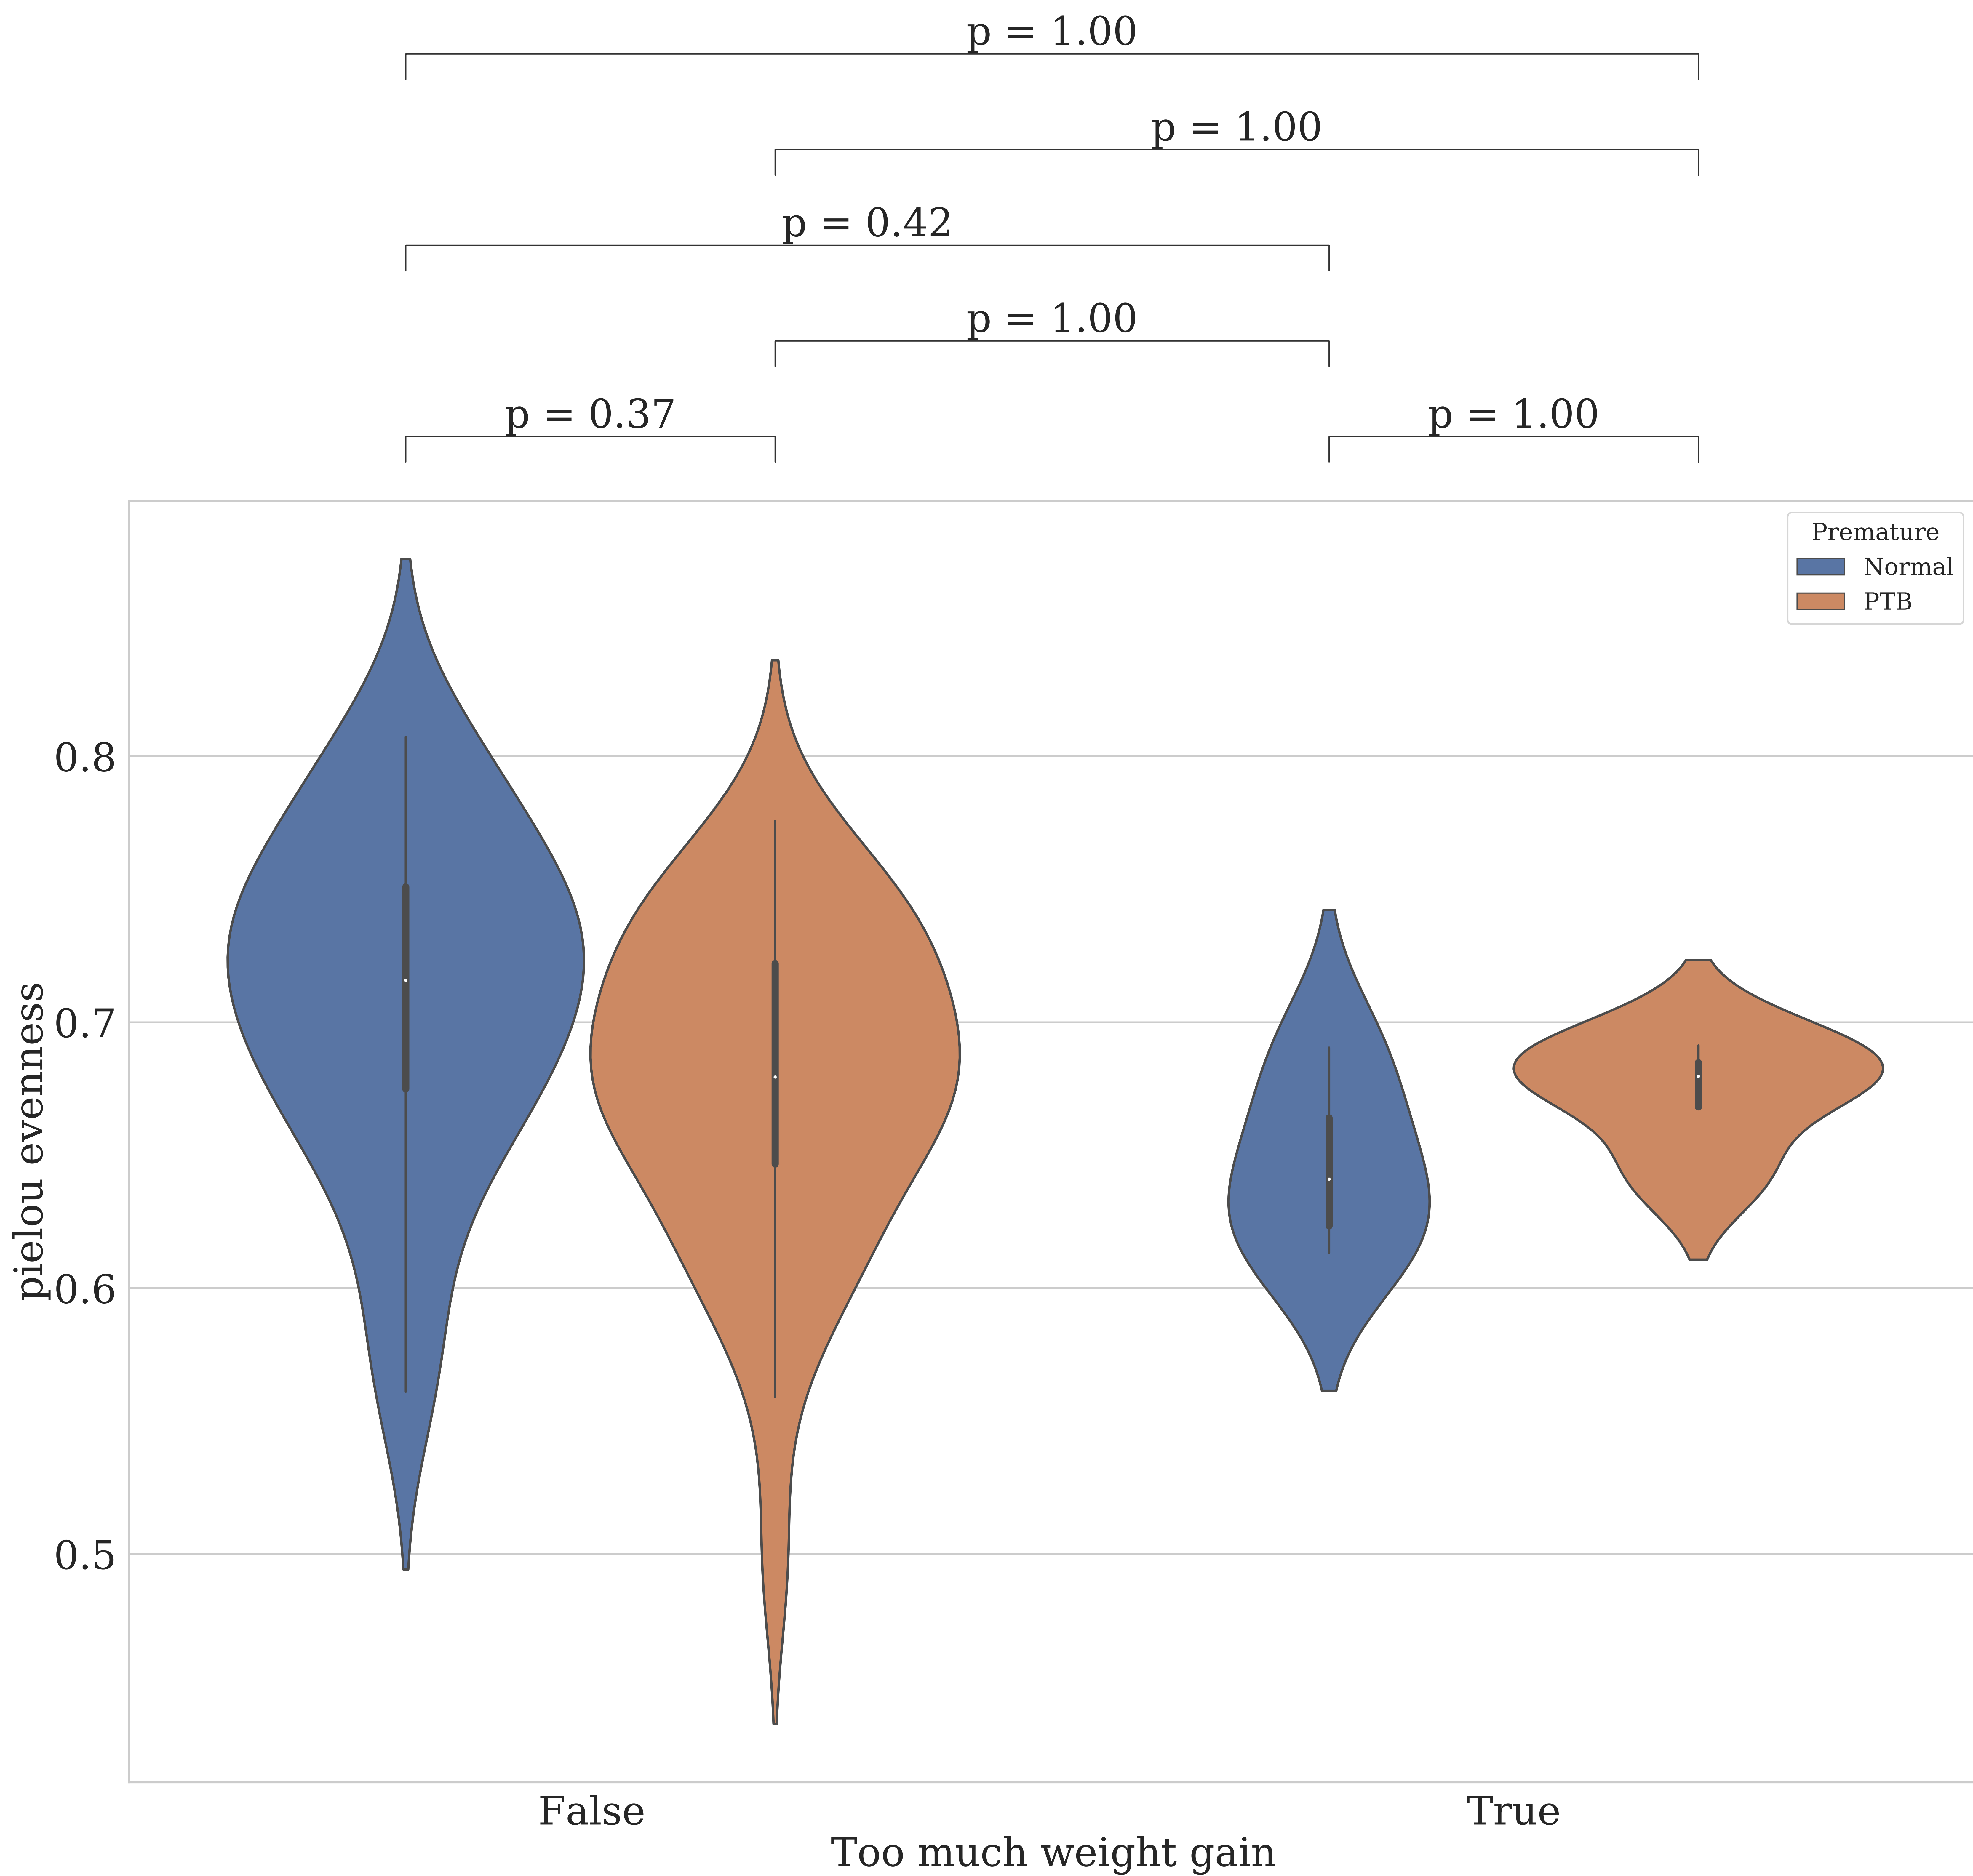 p = 1.00
p = 1.00
p = 0.42
p = 1.00
p = 0.37
p = 1.00
Premature
Normal
PTB
0.8
0.7
0.6
0.5
pielou evenness
False
True
Too much weight gain